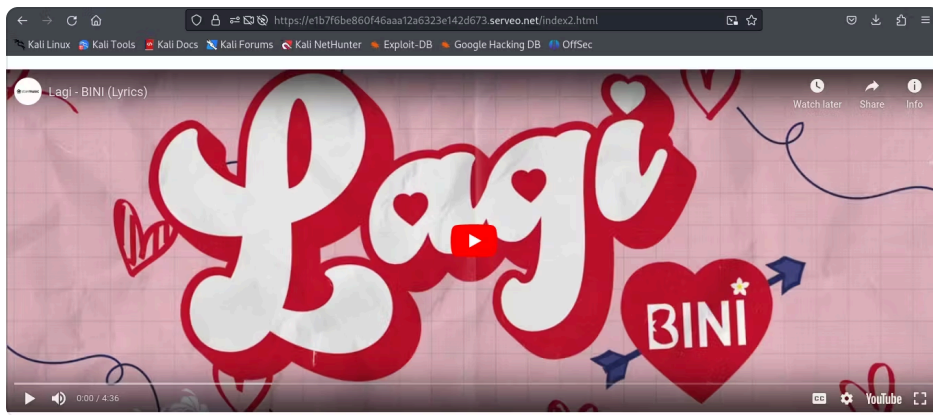 https://e1b7f6be860f46aaa12a6323e142d673.serveo.net/index2.html
Kali Linux Kali Tools Kali Docs Kali Forums Kali NetHunter Exploit-DB Google Hacking DB OffSec
Lagi - BINI (Lyrics)
Watch later Share Info
Lagi
BINI
0:00 / 4:36
CC YouTube